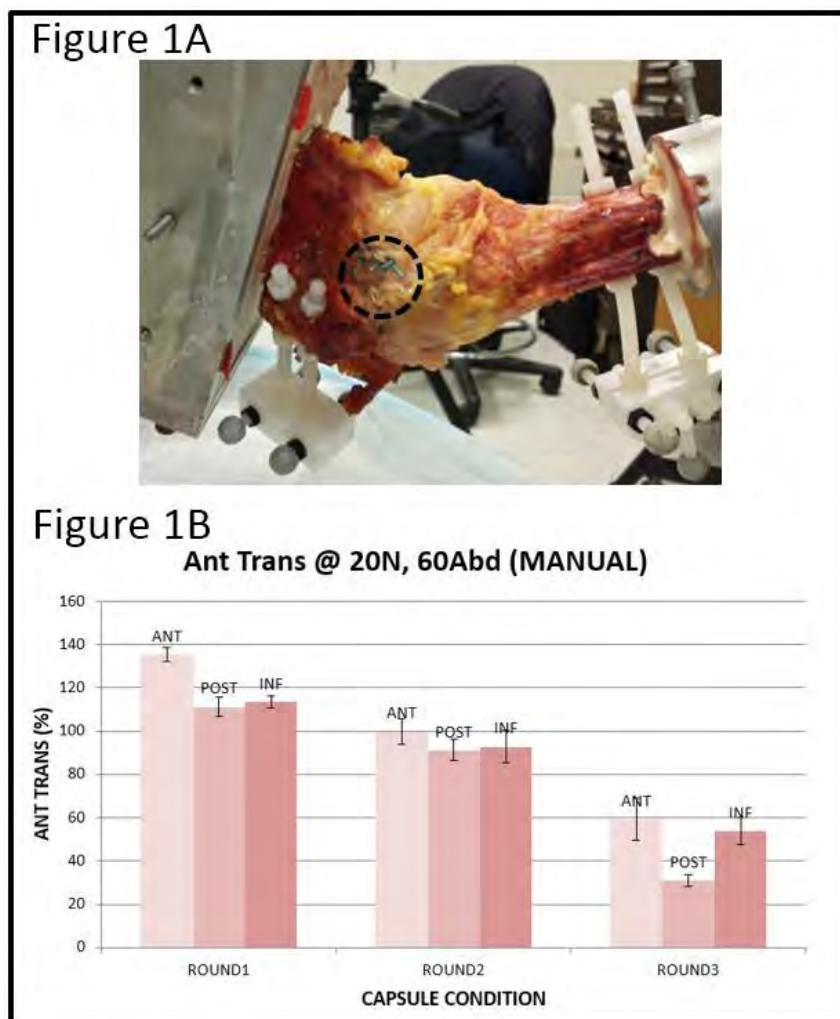 Figure 1A
Figure 1B
Ant Trans @ 20N, 60Abd (MANUAL)
160
140
120
100
80
60
40
20
0
ANT TRANS (%)
ANT
POST
INF
ANT
POST
INF
ANT
POST
INF
ROUND1
ROUND2
ROUND3
CAPSULE CONDITION